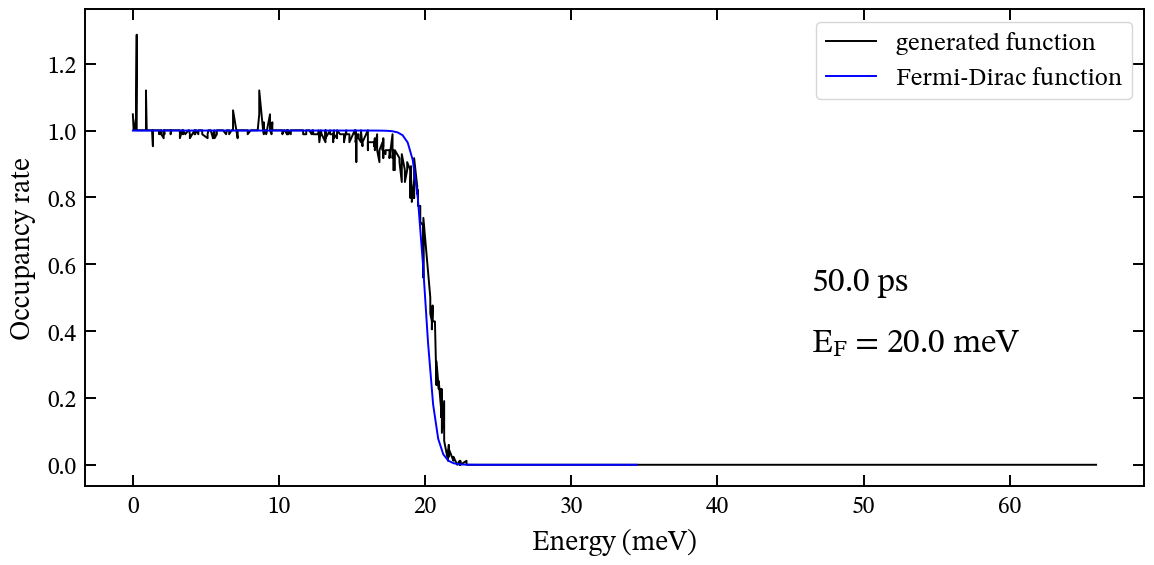 generated function
Fermi-Dirac function
Occupancy rate
1.2
1.0
0.8
0.6
0.4
0.2
0.0
50.0 ps
E_F = 20.0 meV
0 10 20 30 40 50 60
Energy (meV)